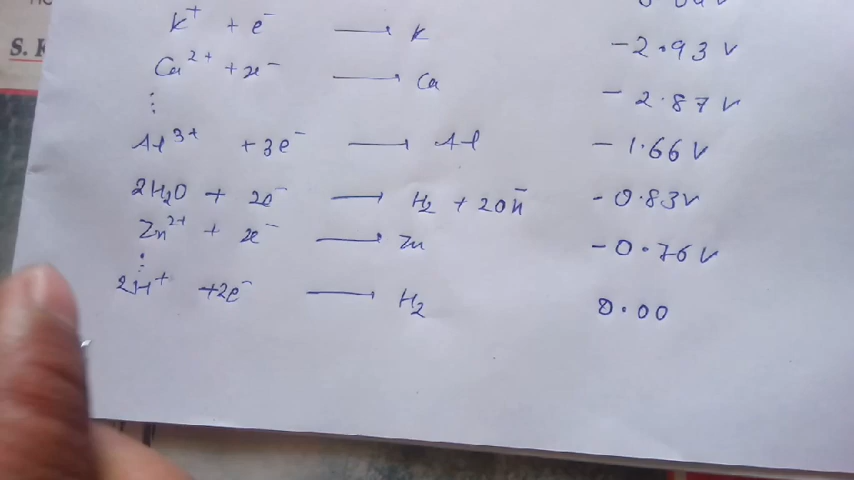 K⁺ + e⁻ ⟶ K -2.93 V
Ca²⁺ + 2e⁻ ⟶ Ca -2.87 V
⋮
Al³⁺ + 3e⁻ ⟶ Al -1.66 V
2H₂O + 2e⁻ ⟶ H₂ + 2OH⁻ -0.83V
Zn²⁺ + 2e⁻ ⟶ Zn -0.76 V
⋮
2H⁺ + 2e⁻ ⟶ H₂ 0.00